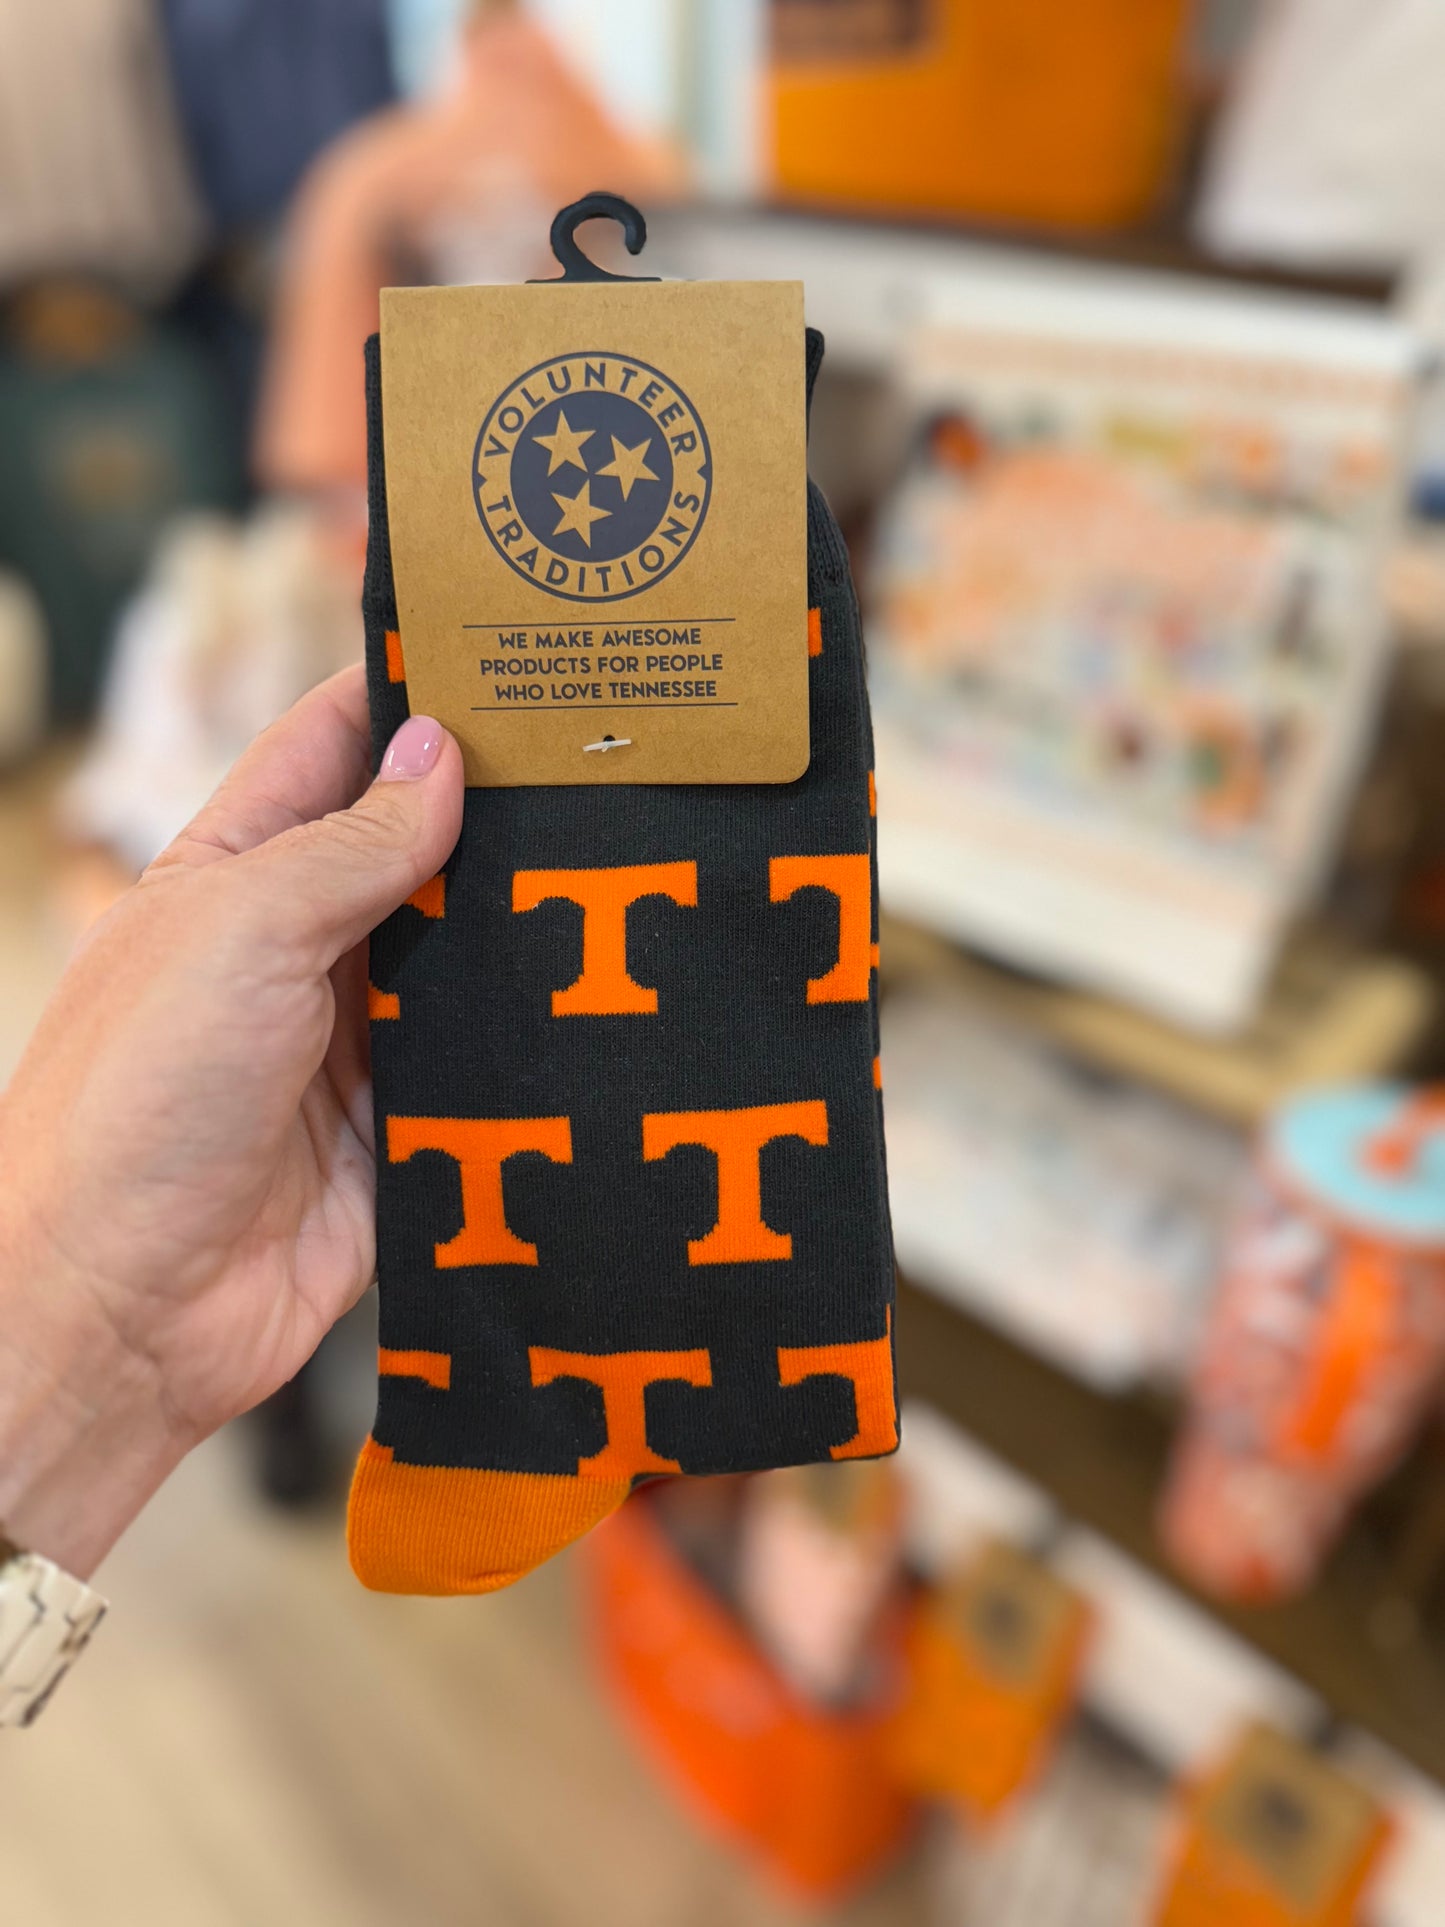 VOLUNTEER
TRADITIONS
WE MAKE AWESOME
PRODUCTS FOR PEOPLE
WHO LOVE TENNESSEE
T T
T T
T T